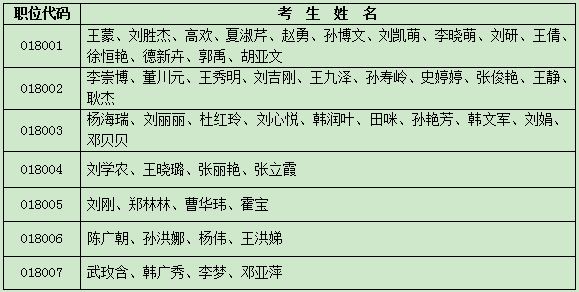 职位代码 考 生 姓 名
018001 王蒙、刘胜杰、高欢、夏淑芹、赵勇、孙博文、刘凯萌、李晓萌、刘研、王倩、
徐恒艳、德新卉、郭禹、胡亚文
018002 李崇博、董川元、王秀明、刘吉刚、王九泽、孙寿岭、史婷婷、张俊艳、王静、
耿杰
018003 杨海瑞、刘丽丽、杜红玲、刘心悦、韩润叶、田咪、孙艳芳、韩文军、刘娟、
邓贝贝
018004 刘学农、王晓璐、张丽艳、张立霞
018005 刘刚、郑林林、曹华玮、霍宝
018006 陈广朝、孙洪娜、杨伟、王洪娣
018007 武玫含、韩广秀、李梦、邓亚萍